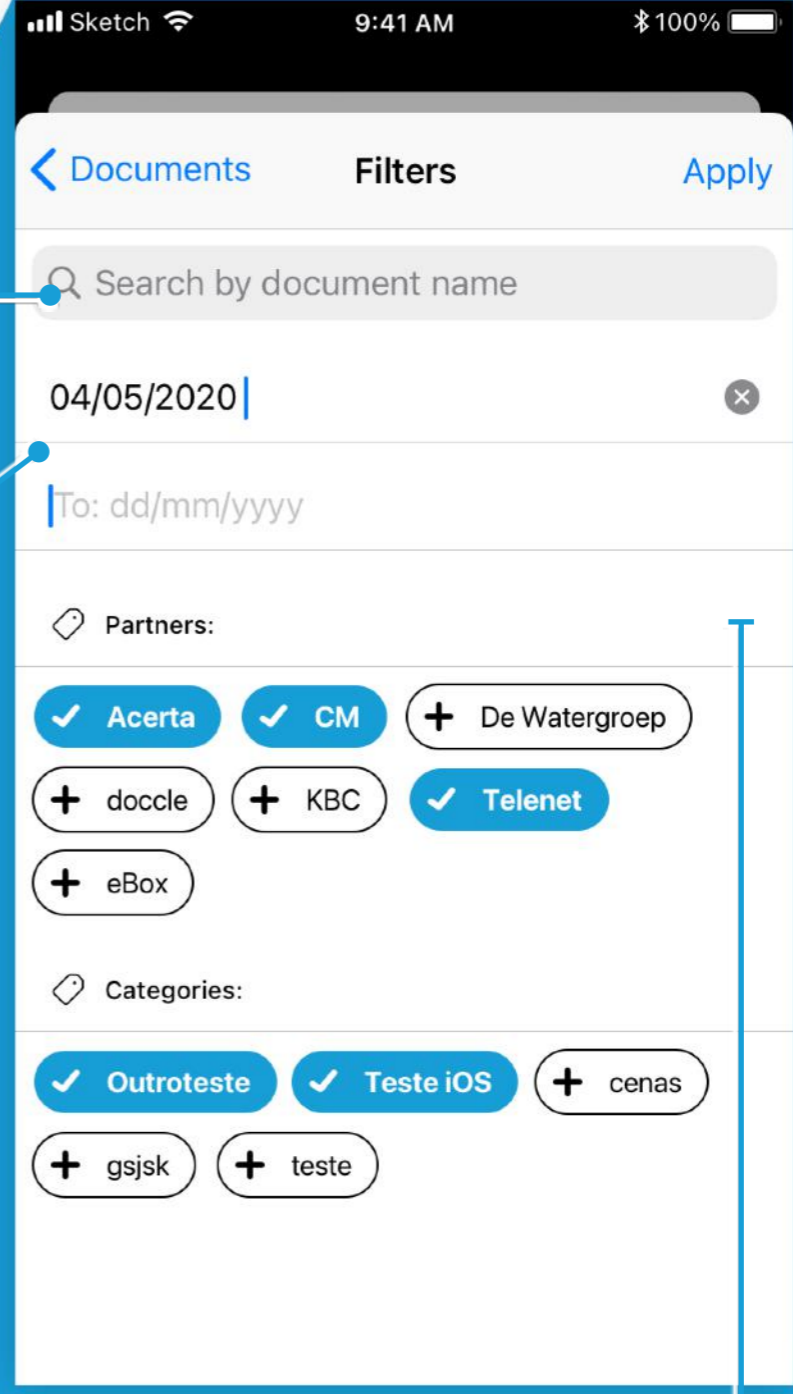 Sketch 9:41 AM 100%
Documents Filters Apply
Search by document name
04/05/2020
To: dd/mm/yyyy
Partners:
Acerta CM De Watergroep
doccle KBC Telenet
eBox
Categories:
Outroteste Teste iOS cenas
gsjsk teste